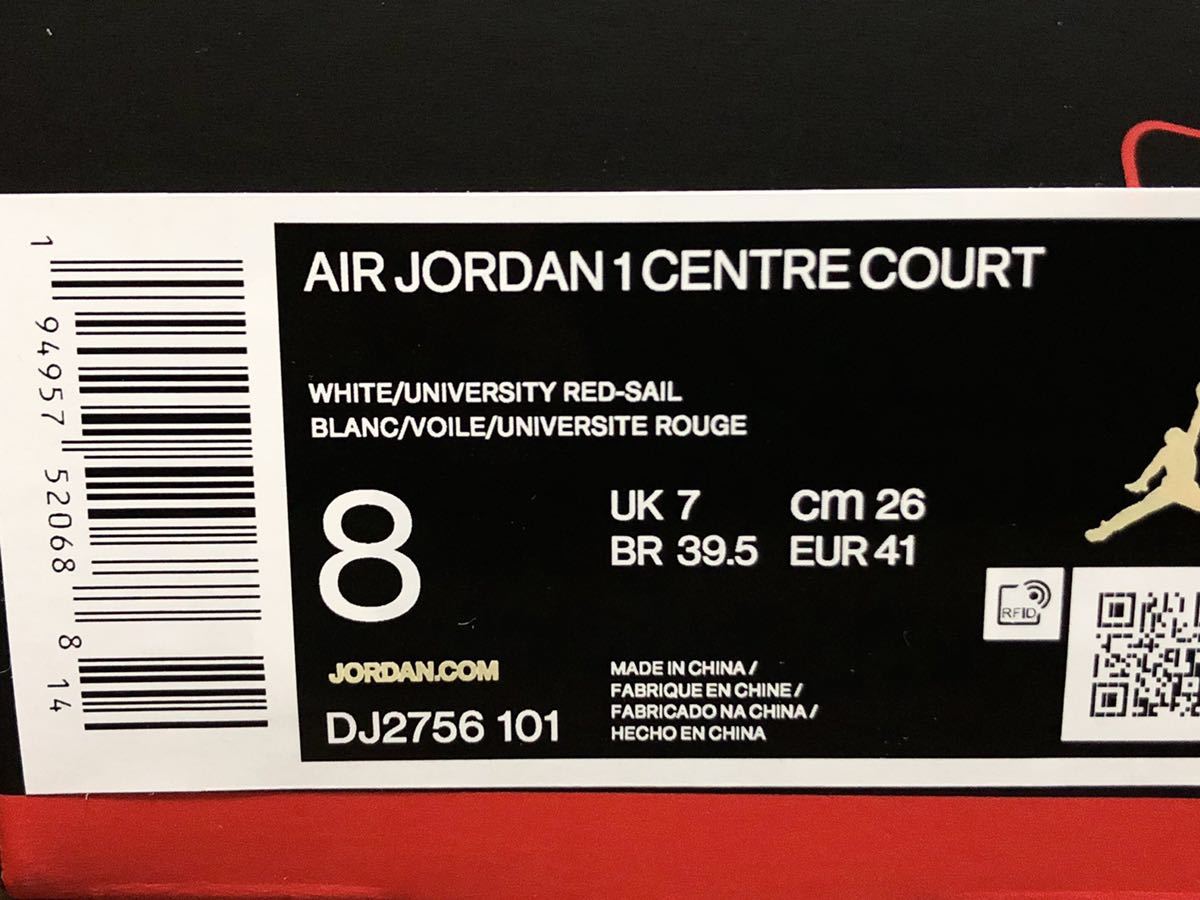 AIR JORDAN 1 CENTRE COURT
WHITE/UNIVERSITY RED-SAIL
BLANC/VOILE/UNIVERSITE ROUGE
8
UK 7 cm 26
BR 39.5 EUR 41
RFID
JORDAN.COM
DJ2756 101
MADE IN CHINA /
FABRIQUE EN CHINE /
FABRICADO NA CHINA /
HECHO EN CHINA
1 94957 52068 8 14